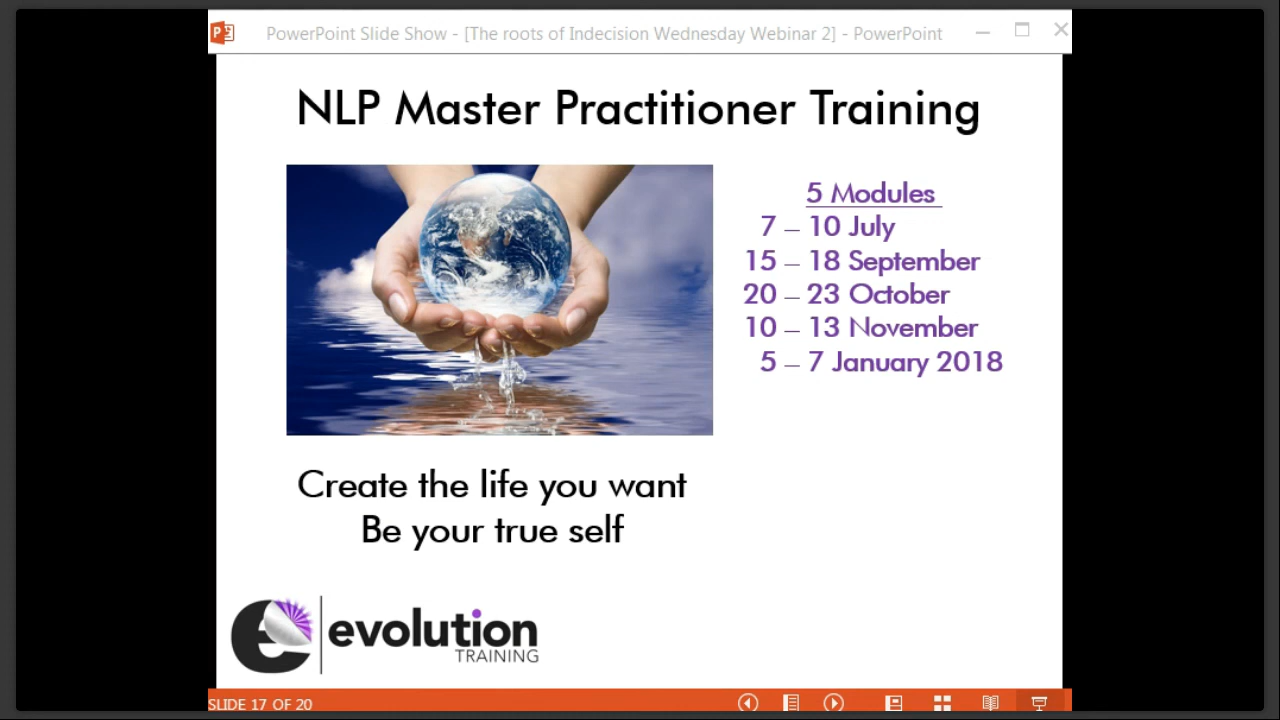 PowerPoint Slide Show - [The roots of Indecision Wednesday Webinar 2] - PowerPoint
NLP Master Practitioner Training
5 Modules
7 – 10 July
15 – 18 September
20 – 23 October
10 – 13 November
5 – 7 January 2018
Create the life you want
Be your true self
e evolution
TRAINING
SLIDE 17 OF 20